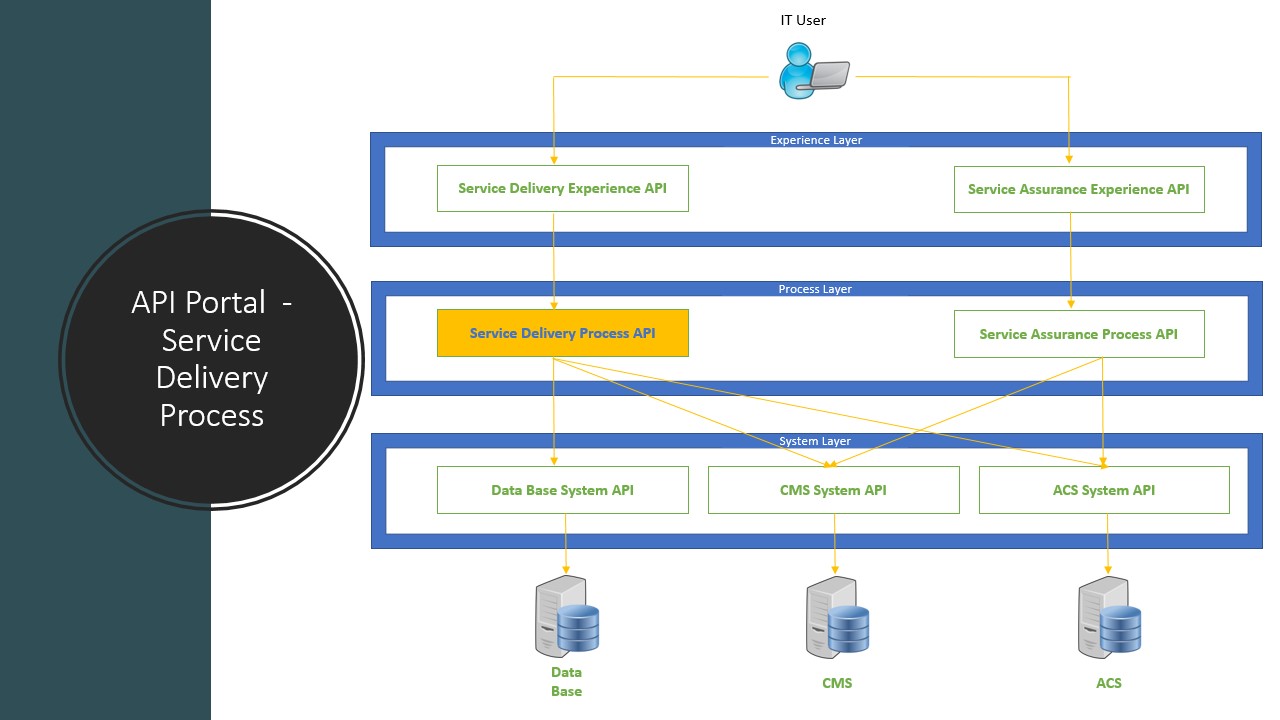 API Portal -
Service
Delivery
Process
IT User
Experience Layer
Service Delivery Experience API
Service Assurance Experience API
Process Layer
Service Delivery Process API
Service Assurance Process API
System Layer
Data Base System API
CMS System API
ACS System API
Data
Base
CMS
ACS